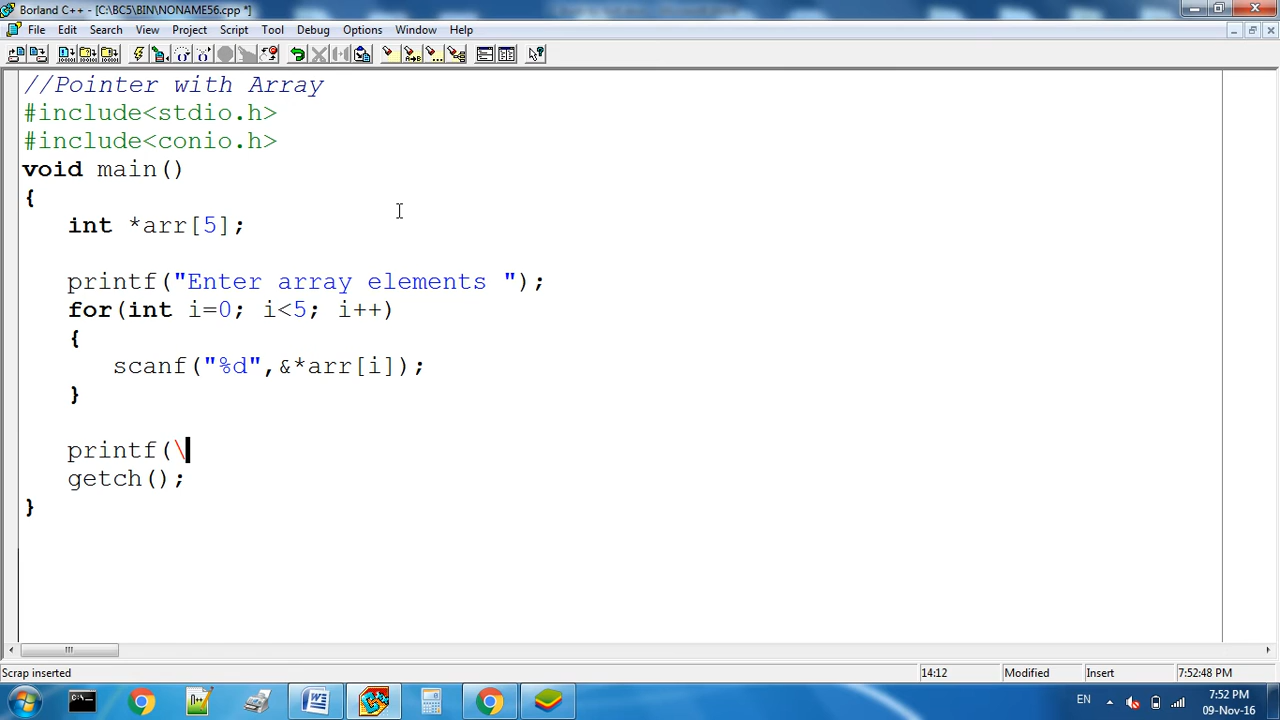 Borland C++ - [C:\BC5\BIN\NONAME56.cpp *]
File Edit Search View Project Script Tool Debug Options Window Help
//Pointer with Array
#include<stdio.h>
#include<conio.h>
void main()
{
int *arr[5];
printf("Enter array elements ");
for(int i=0; i<5; i++)
{
scanf("%d",&*arr[i]);
}
printf(\
getch();
}
Scrap inserted 14:12 Modified Insert 7:52:48 PM
EN 7:52 PM
09-Nov-16